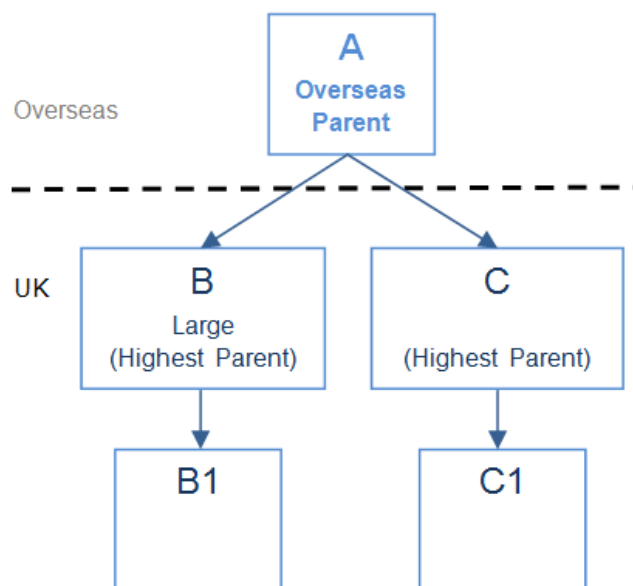 A
Overseas
Parent
Overseas
UK
B
Large
(Highest Parent)
C
(Highest Parent)
B1
C1